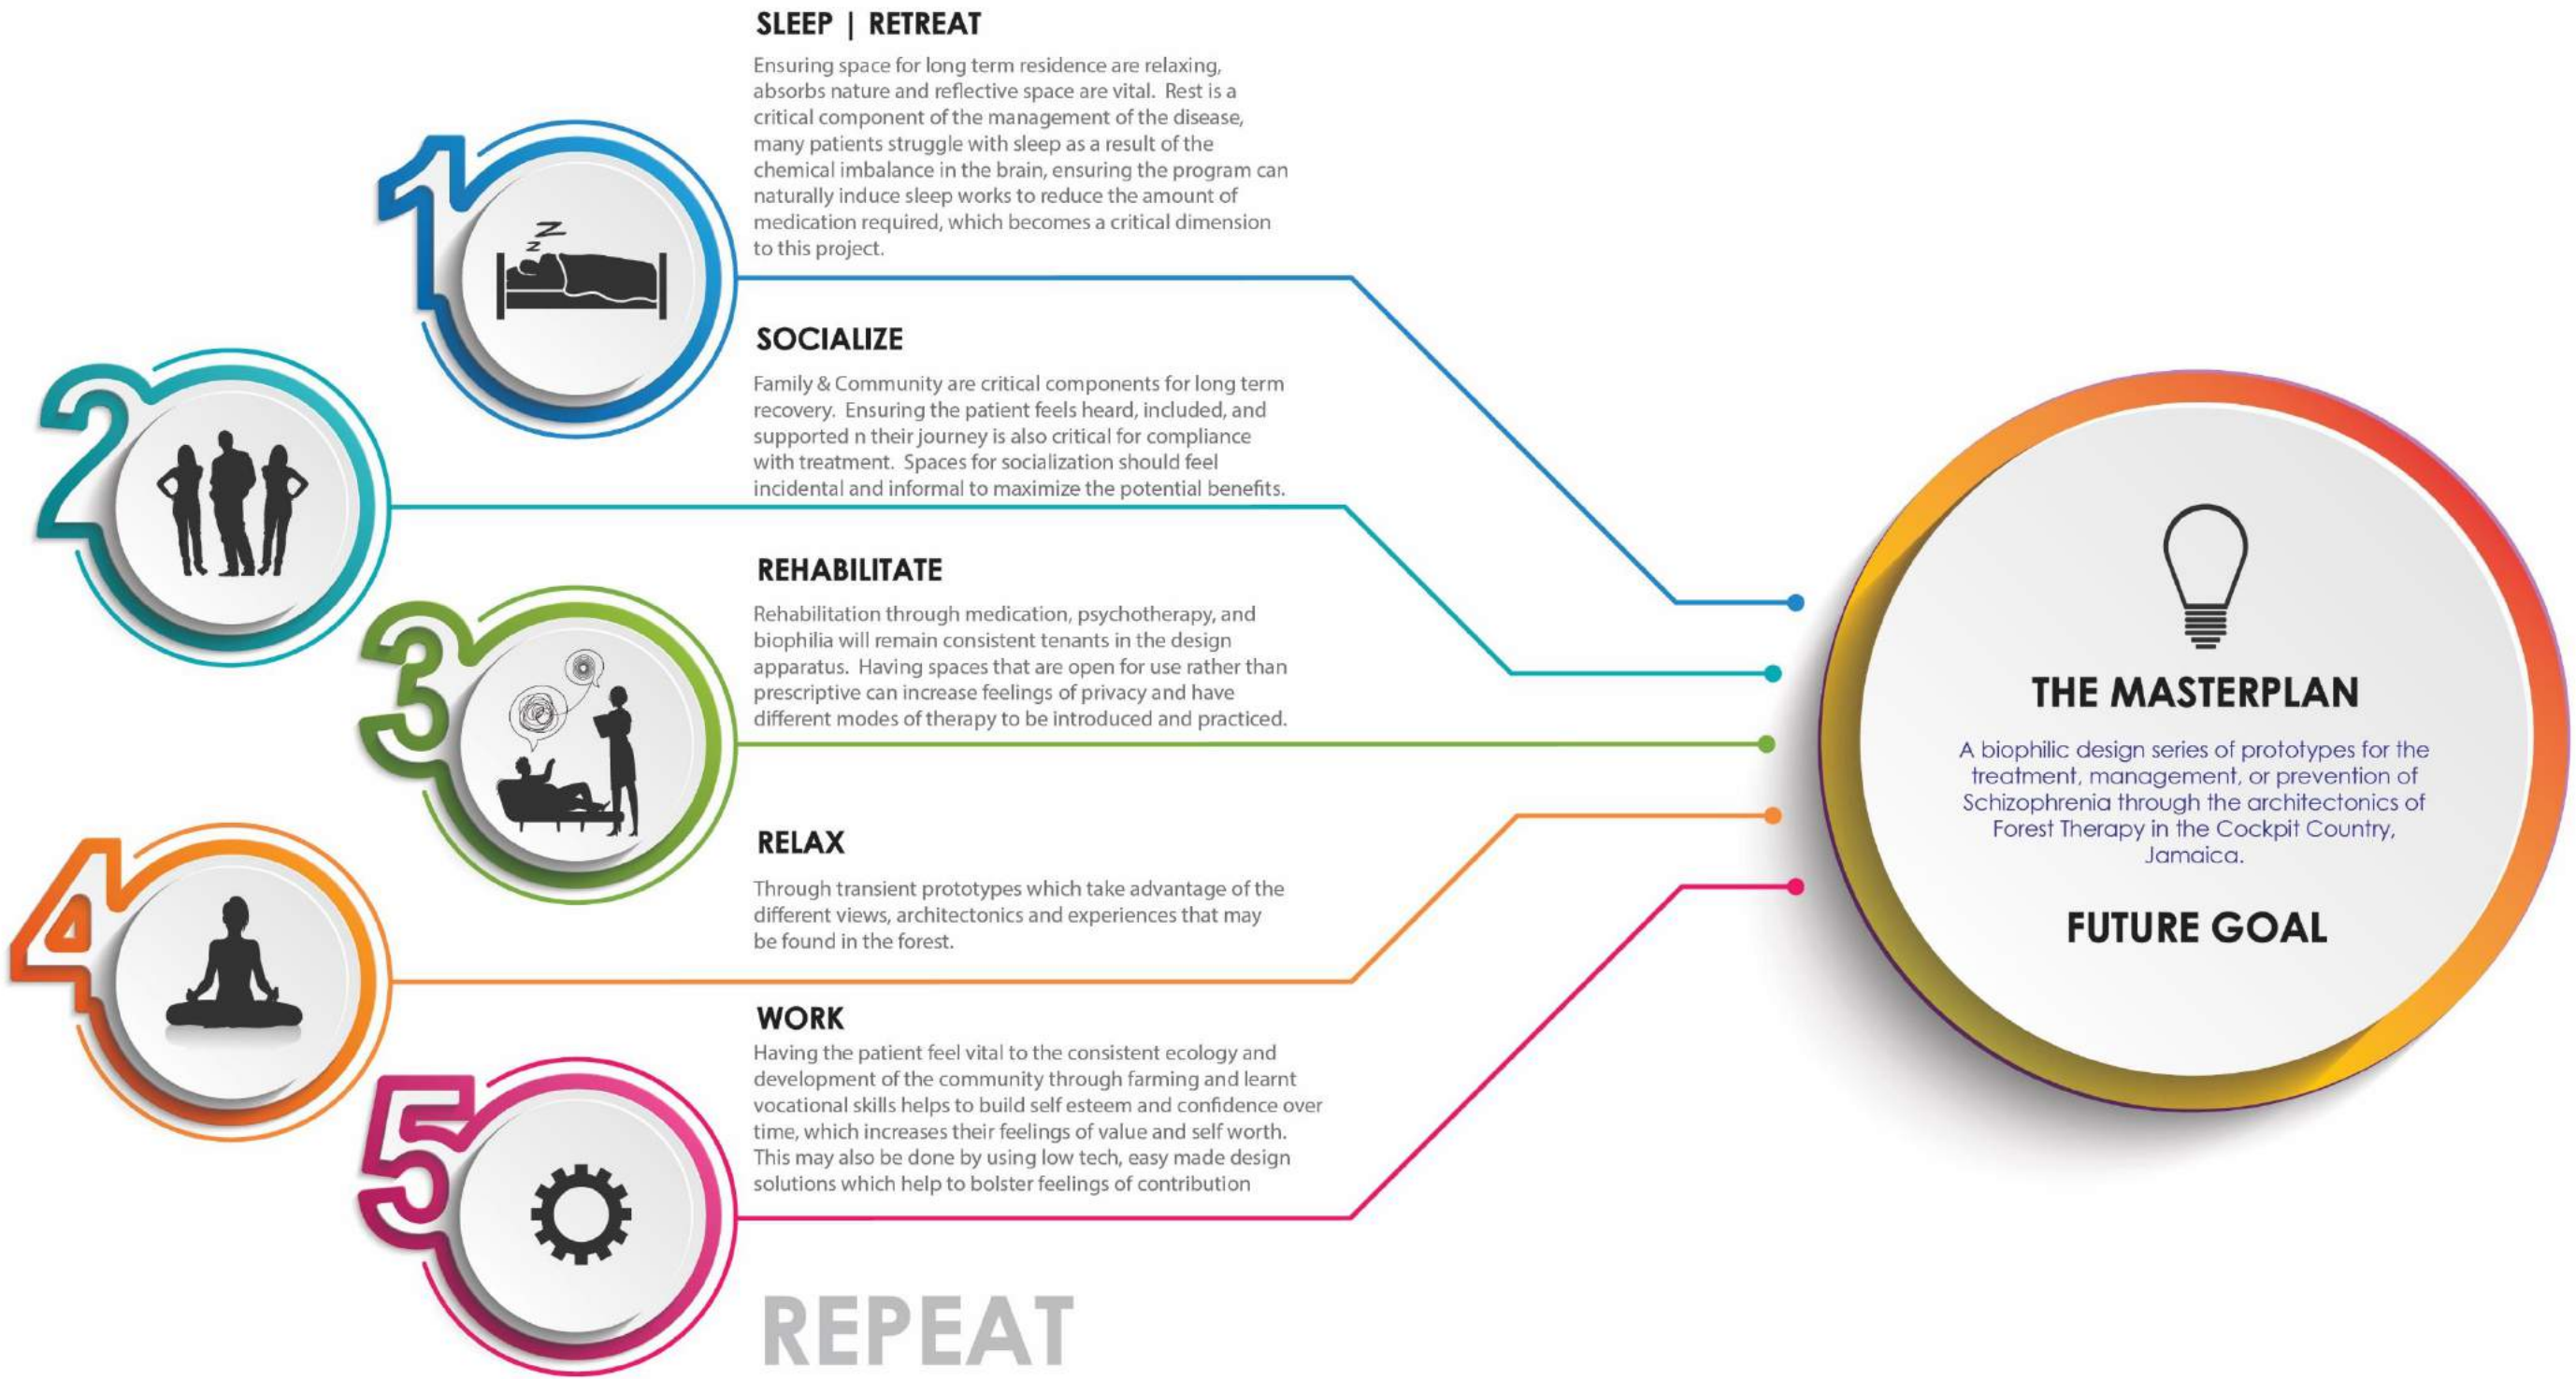 SLEEP | RETREAT
Ensuring space for long term residence are relaxing,
absorbs nature and reflective space are vital. Rest is a
critical component of the management of the disease,
many patients struggle with sleep as a result of the
chemical imbalance in the brain, ensuring the program can
naturally induce sleep works to reduce the amount of
medication required, which becomes a critical dimension
to this project.
1
z
z
SOCIALIZE
Family & Community are critical components for long term
recovery. Ensuring the patient feels heard, included, and
supported n their journey is also critical for compliance
with treatment. Spaces for socialization should feel
incidental and informal to maximize the potential benefits.
2
REHABILITATE
Rehabilitation through medication, psychotherapy, and
biophilia will remain consistent tenants in the design
apparatus. Having spaces that are open for use rather than
prescriptive can increase feelings of privacy and have
different modes of therapy to be introduced and practiced.
3
RELAX
Through transient prototypes which take advantage of the
different views, architectonics and experiences that may
be found in the forest.
4
WORK
Having the patient feel vital to the consistent ecology and
development of the community through farming and learnt
vocational skills helps to build self esteem and confidence over
time, which increases their feelings of value and self worth.
This may also be done by using low tech, easy made design
solutions which help to bolster feelings of contribution
5
REPEAT
THE MASTERPLAN
A biophilic design series of prototypes for the
treatment, management, or prevention of
Schizophrenia through the architectonics of
Forest Therapy in the Cockpit Country,
Jamaica.
FUTURE GOAL